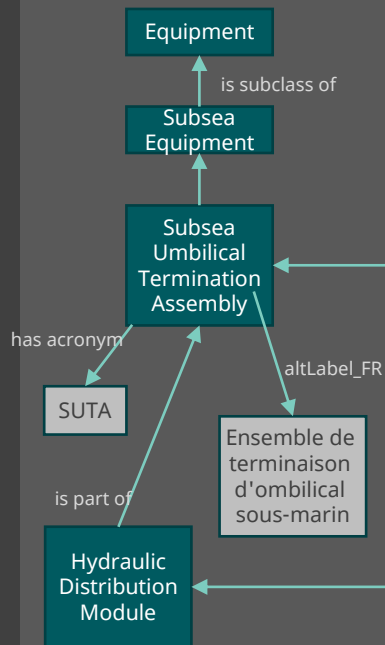 Equipment
is subclass of
Subsea
Equipment
Subsea
Umbilical
Termination
Assembly
has acronym
altLabel_FR
SUTA
Ensemble de
terminaison
d'ombilical
sous-marin
is part of
Hydraulic
Distribution
Module